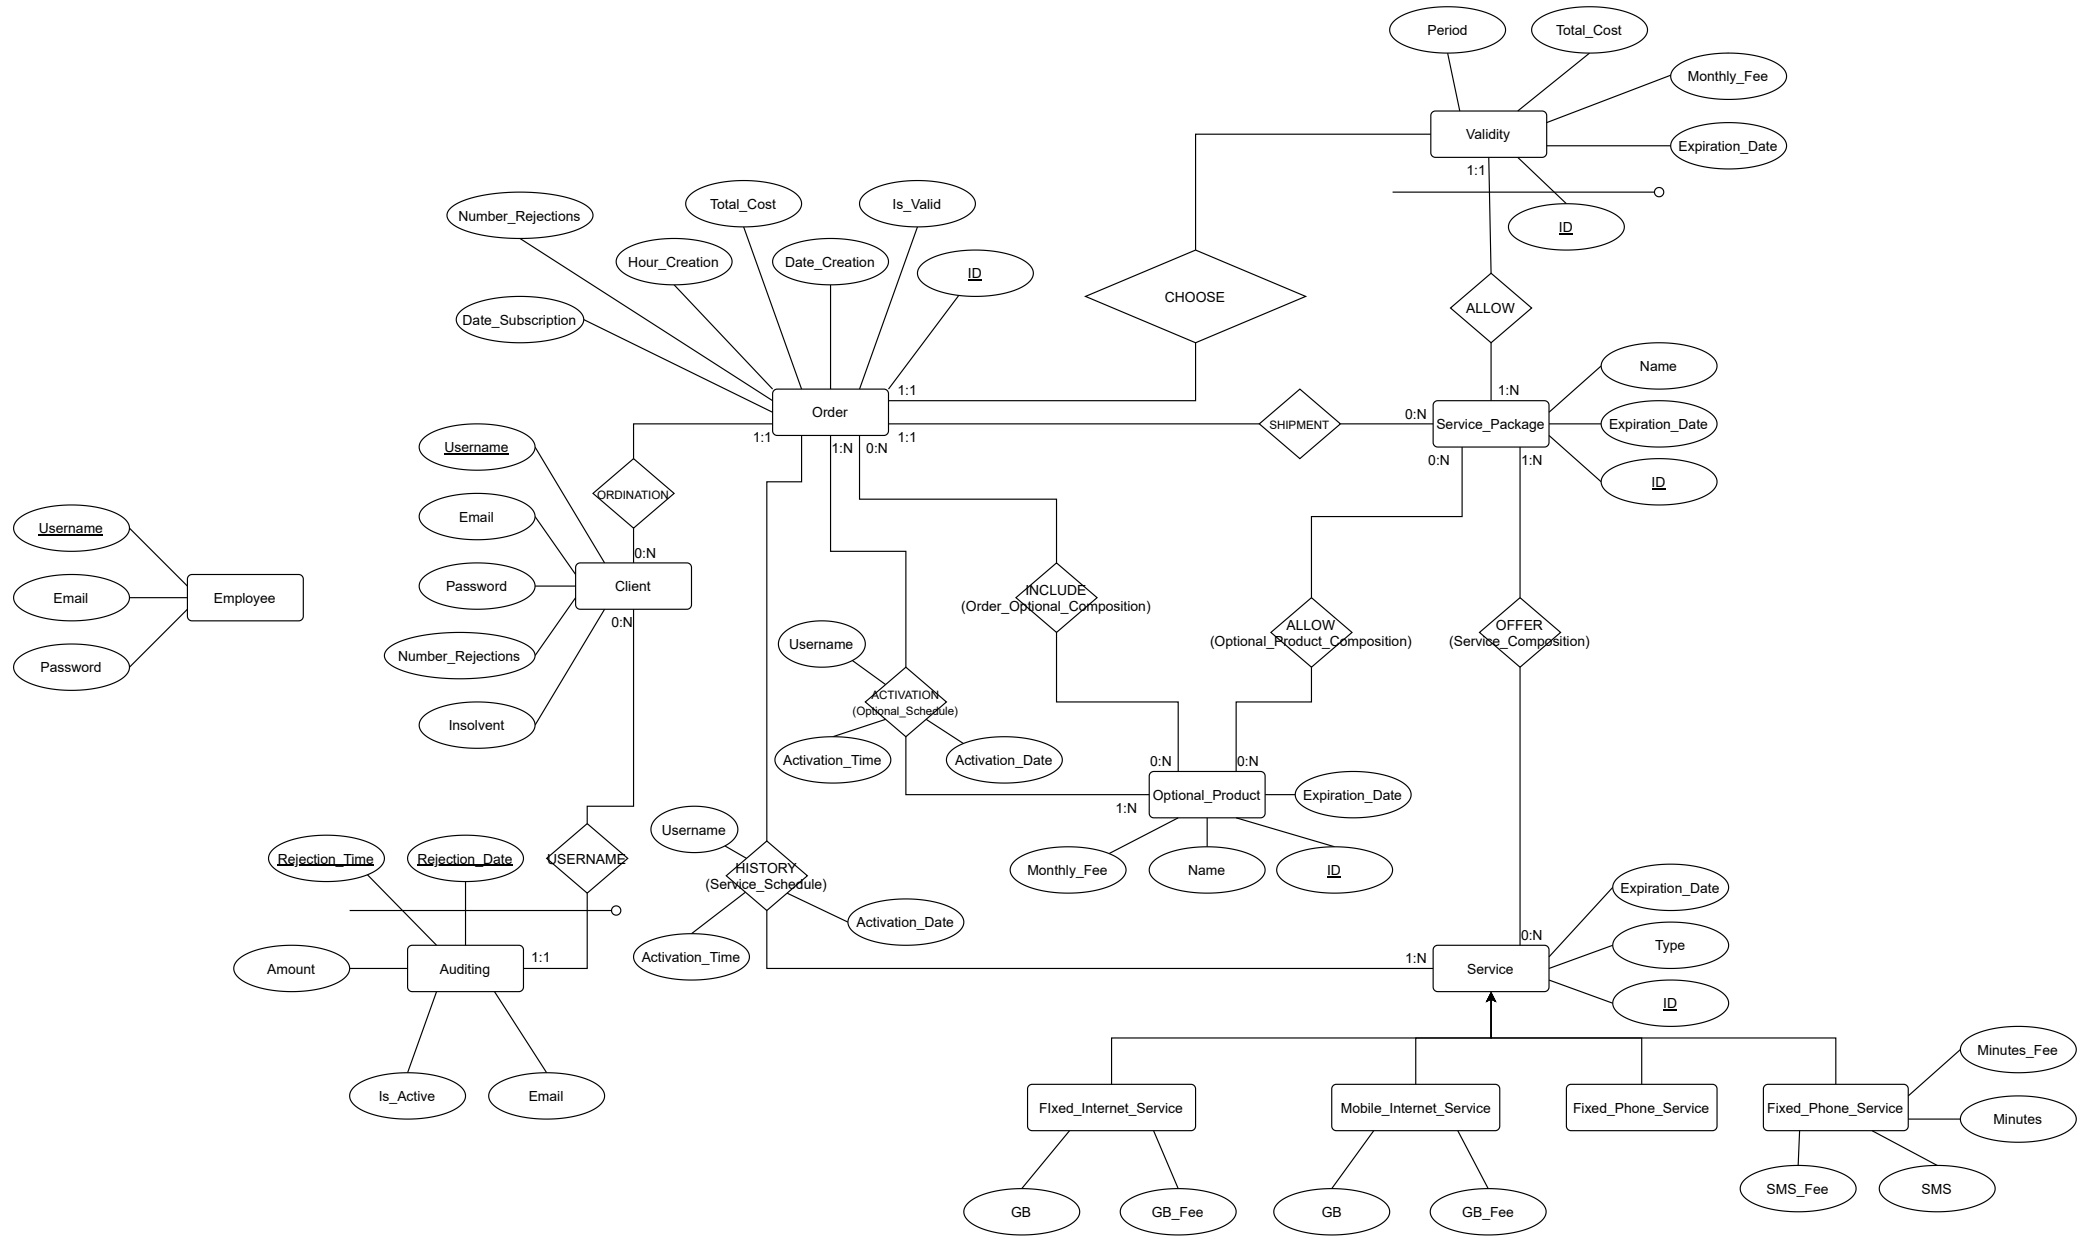 Period
Total_Cost
Monthly_Fee
Validity
Expiration_Date
1:1
ID
Number_Rejections
Total_Cost
Is_Valid
Hour_Creation
Date_Creation
ID
Date_Subscription
CHOOSE
ALLOW
Name
1:1
1:N
Order
0:N
SHIPMENT
Service_Package
Expiration_Date
1:1
1:N
0:N
1:1
0:N
1:N
Username
ID
ORDINATION
Email
Username
0:N
Password
Client
Email
Employee
INCLUDE
(Order_Optional_Composition)
0:N
ALLOW
(Optional_Product_Composition)
OFFER
(Service_Composition)
Username
Number_Rejections
Password
ACTIVATION
(Optional_Schedule)
Insolvent
Activation_Time
Activation_Date
0:N
0:N
Optional_Product
Expiration_Date
1:N
Username
Rejection_Time
Rejection_Date
USERNAME
HISTORY
(Service_Schedule)
Monthly_Fee
Name
ID
Expiration_Date
Activation_Date
0:N
Type
Amount
Auditing
1:1
Activation_Time
1:N
Service
ID
Minutes_Fee
Is_Active
Email
FIxed_Internet_Service
Mobile_Internet_Service
Fixed_Phone_Service
Fixed_Phone_Service
Minutes
SMS_Fee
SMS
GB
GB_Fee
GB
GB_Fee